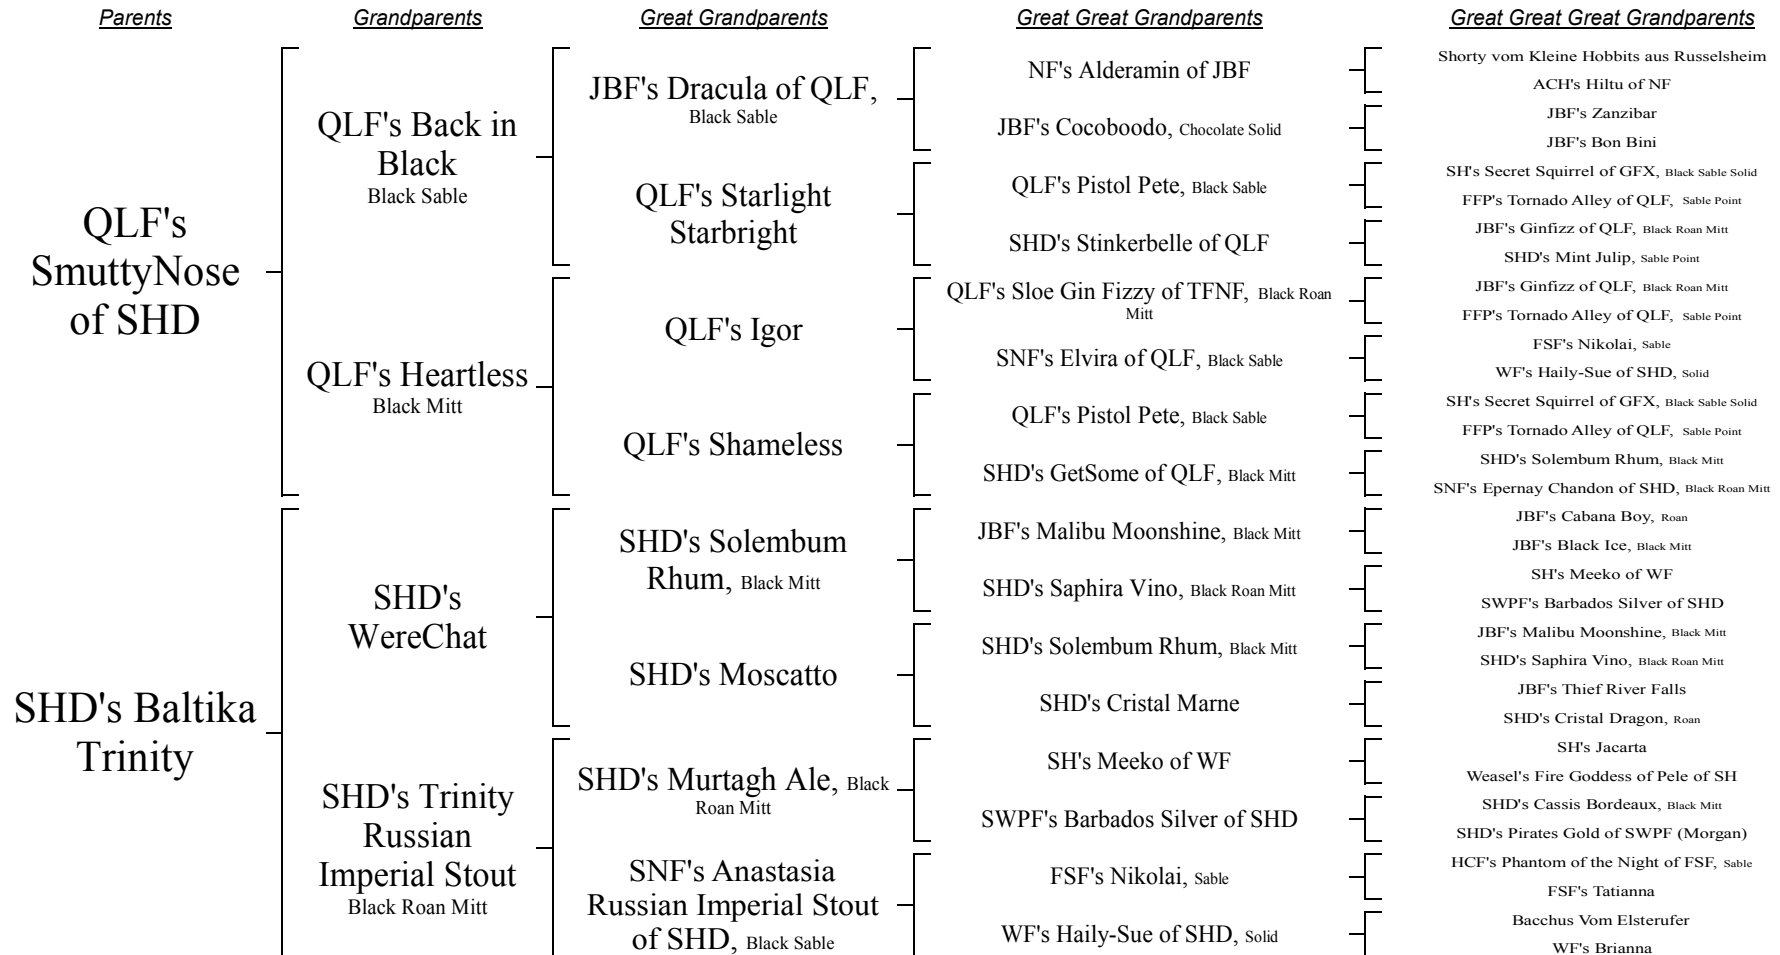 Parents
Grandparents
Great Grandparents
Great Great Grandparents
Great Great Great Grandparents
QLF's
SmuttyNose
of SHD
SHD's Baltika
Trinity
QLF's Back in
Black
Black Sable
QLF's Heartless
Black Mitt
SHD's
WereChat
SHD's Trinity
Russian
Imperial Stout
Black Roan Mitt
JBF's Dracula of QLF,
Black Sable
QLF's Starlight
Starbright
QLF's Igor
QLF's Shameless
SHD's Solembum
Rhum, Black Mitt
SHD's Moscatto
SHD's Murtagh Ale, Black
Roan Mitt
SNF's Anastasia
Russian Imperial Stout
of SHD, Black Sable
NF's Alderamin of JBF
JBF's Cocoboodo, Chocolate Solid
QLF's Pistol Pete, Black Sable
SHD's Stinkerbelle of QLF
QLF's Sloe Gin Fizzy of TFNF, Black Roan
Mitt
SNF's Elvira of QLF, Black Sable
QLF's Pistol Pete, Black Sable
SHD's GetSome of QLF, Black Mitt
JBF's Malibu Moonshine, Black Mitt
SHD's Saphira Vino, Black Roan Mitt
SHD's Solembum Rhum, Black Mitt
SHD's Cristal Marne
SH's Meeko of WF
SWPF's Barbados Silver of SHD
FSF's Nikolai, Sable
WF's Haily-Sue of SHD, Solid
Shorty vom Kleine Hobbits aus Russelsheim
ACH's Hiltu of NF
JBF's Zanzibar
JBF's Bon Bini
SH's Secret Squirrel of GFX, Black Sable Solid
FFP's Tornado Alley of QLF, Sable Point
JBF's Ginfizz of QLF, Black Roan Mitt
SHD's Mint Julip, Sable Point
JBF's Ginfizz of QLF, Black Roan Mitt
FFP's Tornado Alley of QLF, Sable Point
FSF's Nikolai, Sable
WF's Haily-Sue of SHD, Solid
SH's Secret Squirrel of GFX, Black Sable Solid
FFP's Tornado Alley of QLF, Sable Point
SHD's Solembum Rhum, Black Mitt
SNF's Epernay Chandon of SHD, Black Roan Mitt
JBF's Cabana Boy, Roan
JBF's Black Ice, Black Mitt
SH's Meeko of WF
SWPF's Barbados Silver of SHD
JBF's Malibu Moonshine, Black Mitt
SHD's Saphira Vino, Black Roan Mitt
JBF's Thief River Falls
SHD's Cristal Dragon, Roan
SH's Jacarta
Weasel's Fire Goddess of Pele of SH
SHD's Cassis Bordeaux, Black Mitt
SHD's Pirates Gold of SWPF (Morgan)
HCF's Phantom of the Night of FSF, Sable
FSF's Tatianna
Bacchus Vom Elsterufer
WF's Brianna